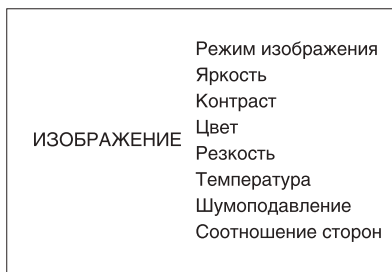 ИЗОБРАЖЕНИЕ
Режим изображения
Яркость
Контраст
Цвет
Резкость
Температура
Шумоподавление
Соотношение сторон